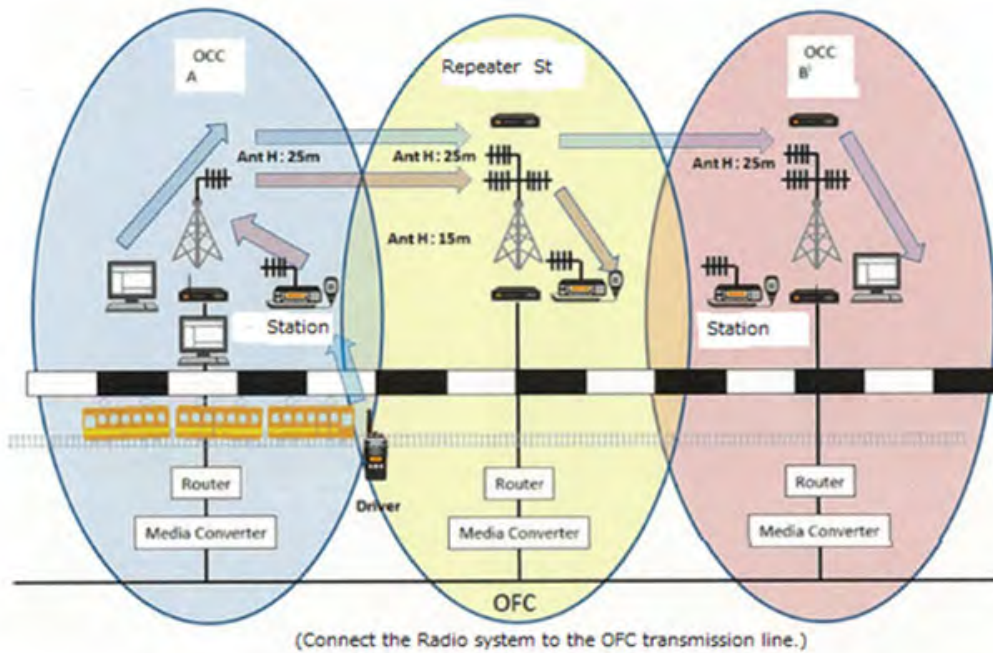 OCC
A
Repeater St
OCC
B'
Ant H: 25m
Ant H: 25m
Ant H: 25m
Ant H: 15m
Station
Station
Driver
Router
Router
Router
Media Converter
Media Converter
Media Converter
OFC
(Connect the Radio system to the OFC transmission line.)